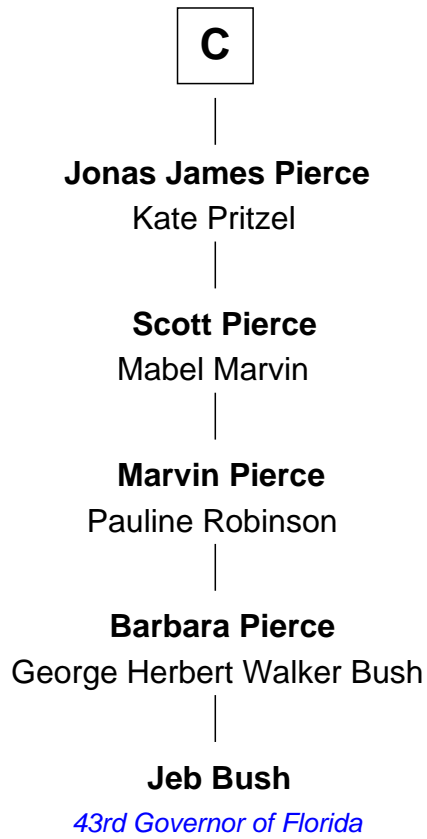 C
Jonas James Pierce
Kate Pritzel
Scott Pierce
Mabel Marvin
Marvin Pierce
Pauline Robinson
Barbara Pierce
George Herbert Walker Bush
Jeb Bush
43rd Governor of Florida